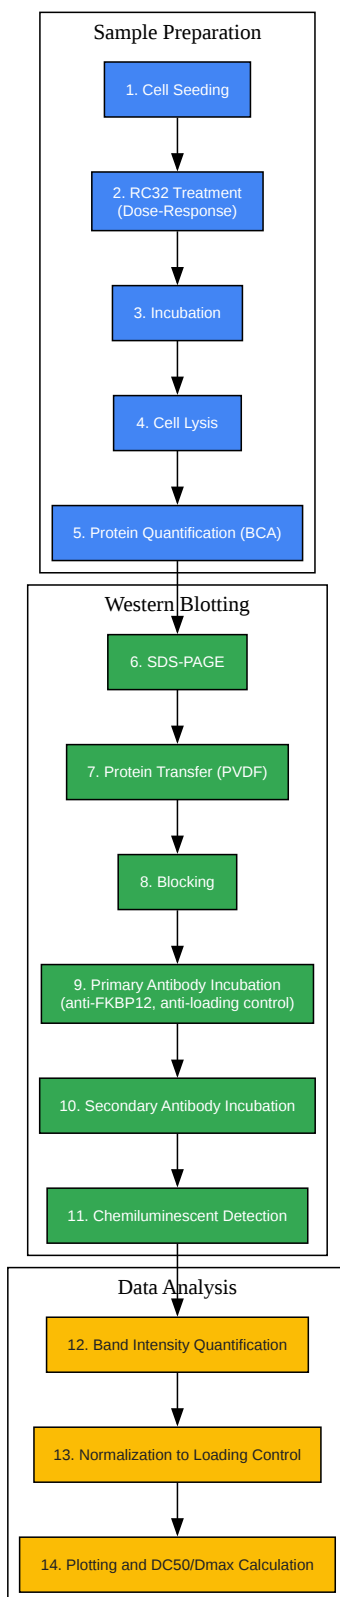 Sample Preparation
1. Cell Seeding
2. RC32 Treatment
(Dose-Response)
3. Incubation
4. Cell Lysis
5. Protein Quantification (BCA)
Western Blotting
6. SDS-PAGE
7. Protein Transfer (PVDF)
8. Blocking
9. Primary Antibody Incubation
(anti-FKBP12, anti-loading control)
10. Secondary Antibody Incubation
11. Chemiluminescent Detection
Data Analysis
12. Band Intensity Quantification
13. Normalization to Loading Control
14. Plotting and DC50/Dmax Calculation